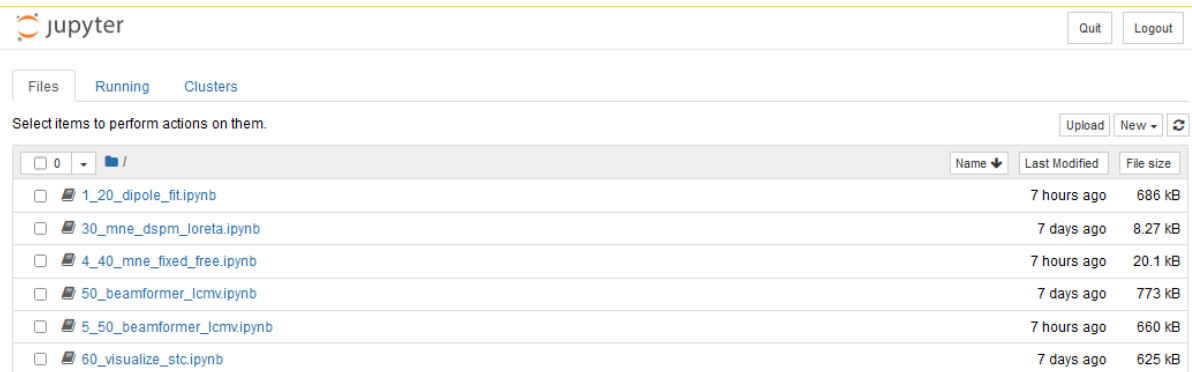 jupyter Quit Logout
Files Running Clusters
Select items to perform actions on them. Upload New
0 / Name Last Modified File size
1_20_dipole_fit.ipynb 7 hours ago 686 kB
30_mne_dspm_loreta.ipynb 7 days ago 8.27 kB
4_40_mne_fixed_free.ipynb 7 hours ago 20.1 kB
50_beamformer_lcmv.ipynb 7 days ago 773 kB
5_50_beamformer_lcmv.ipynb 7 hours ago 660 kB
60_visualize_stc.ipynb 7 days ago 625 kB